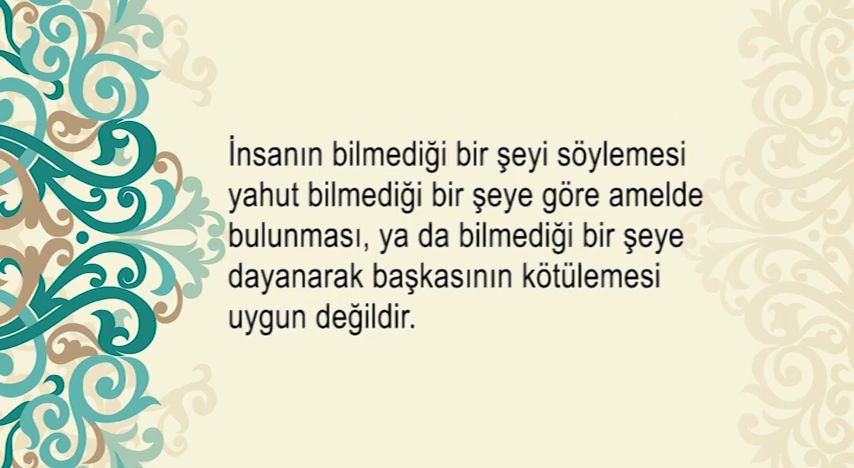 İnsanın bilmediği bir şeyi söylemesi
yahut bilmediği bir şeye göre amelde
bulunması, ya da bilmediği bir şeye
dayanarak başkasının kötülemesi
uygun değildir.